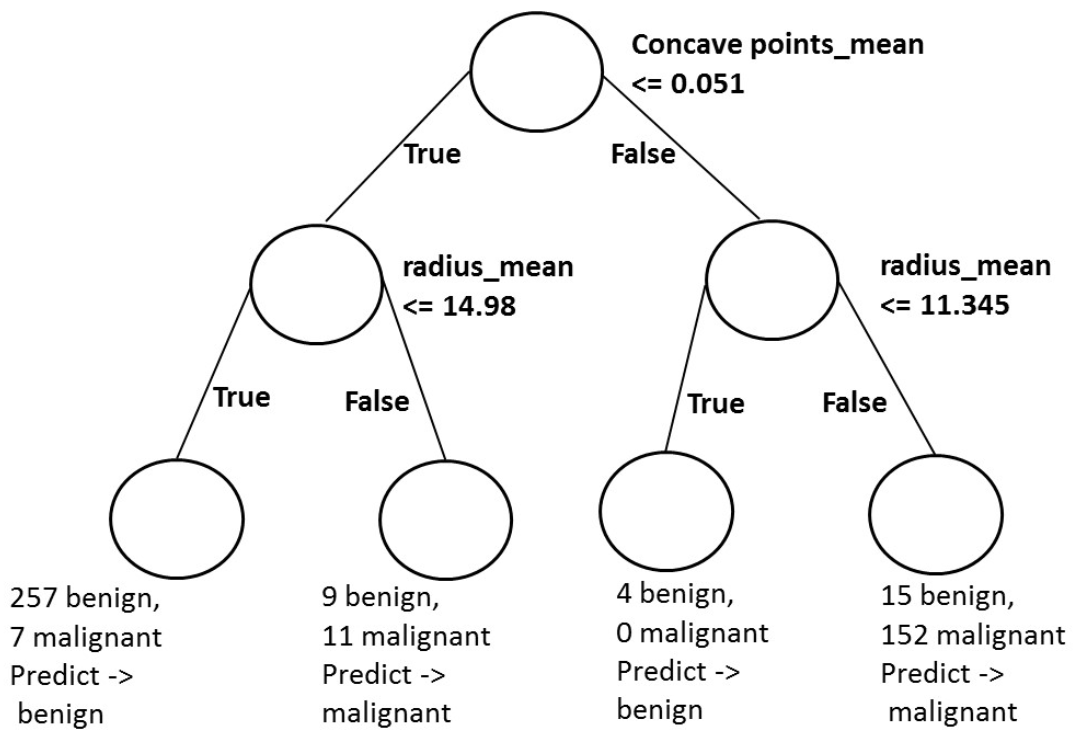 Concave points_mean
<= 0.051
True
False
radius_mean
<= 14.98
radius_mean
<= 11.345
True
False
True
False
257 benign,
7 malignant
Predict ->
benign
9 benign,
11 malignant
Predict ->
malignant
4 benign,
0 malignant
Predict ->
benign
15 benign,
152 malignant
Predict ->
malignant